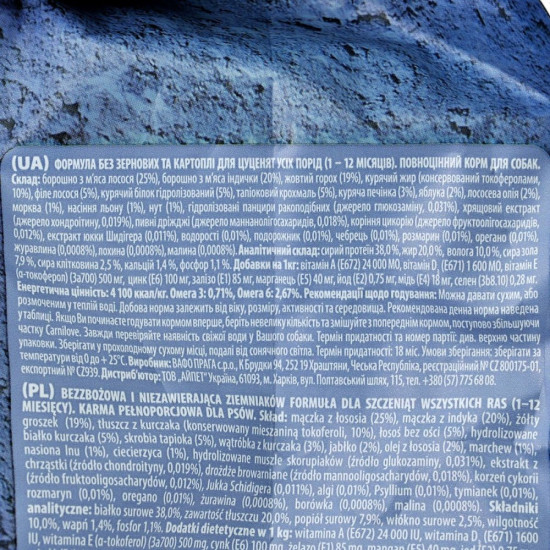 (UA) ФОРМУЛА БЕЗ ЗЕРНОВИХ ТА КАРТОПЛІ ДЛЯ ЦУЦЕНЯТ УСІХ ПОРІД (1 – 12 МІСЯЦІВ). ПОВНОЦІННИЙ КОРМ ДЛЯ СОБАК.
Склад: борошно з м'яса лосося (25%), борошно з м'яса індички (20%), жовтий горох (19%), курячий жир (консервований токоферолами,
10%), філе лосося (5%), курячий білок гідролізований (5%), тапіоковий крохмаль (5%), куряча печінка (3%), яблука (2%), лососева олія (2%),
морква (1%), насіння льону (1%), нут (1%), гідролізовані панцири ракоподібних (джерело глюкозаміну, 0,031%), хрящовий екстракт
(джерело хондроітину, 0,019%), пивні дріжджі (джерело маннанолігосахаридів, 0,018%), коріння цикорію (джерело фруктоолігосахаридів,
0,012%), екстракт юкки Шидігера (0,011%), водорості (0,01%), подорожник (0,01%), чебрець (0,01%), розмарин (0,01%), орегано (0,01%),
журавлина (0,0008%), лохина (0,0008%), малина (0,0008%). Аналітичний склад: сирий протеїн 38,0%, жир 20,0%, волога 10,0%, сира зола
7,9%, сира клітковина 2,5%, кальцій 1,4%, фосфор 1,1%. Добавки на 1кг: вітамін А (Е672) 24 000 МО, вітамін D₃ (Е671) 1 600 МО, вітамін Е
(α-токоферол) (3а700) 500 мг, цинк (Е6) 100 мг, залізо (Е1) 85 мг, марганець (Е5) 40 мг, йод (Е2) 0,75 мг, мідь (Е4) 18 мг, селен (3b8.10) 0,28 мг.
Енергетична цінність: 4 100 ккал/кг. Омега 3: 0,71%, Омега 6: 2,67%. Рекомендації щодо годування: Можна давати сухим, або
розмоченим у теплій воді. Добова норма залежить від віку, розміру, активності та середовища. Рекомендована денна норма наведена
у таблиці. Якщо Ви починаєте годувати кормом вперше, беріть невелику кількість та змішуйте з попереднім кормом, поступово збільшуючи
частку Carnilove. Завжди перевіряйте наявність свіжої води у Вашого собаки. Термін придатності та номер партії: див. верхню частину
упаковки. Зберігати у прохолодному сухому місці, подалі від сонячного світла. Термін придатності: 18 міс. Умови зберігання: за
температури від 0 до + 25°С. Виробник: ВАФО ПРАГА с.р.о., К Брудки 94, 252 19 Храштяни, Чеська Республіка, реєстраційний № CZ 800175-01,
експортний № CZ939. Дистриб'ютор: ТОВ „АЙПЕТ" Україна, 61093, м. Харків, вул. Полтавський шлях, 115, тел. +380 (57) 775 68 08.
(PL) BEZZBOŻOWA I NIEZAWIERAJĄCA ZIEMNIAKÓW FORMUŁA DLA SZCZENIĄT WSZYSTKICH RAS (1–12
MIESIĘCY). KARMA PEŁNOPORCJOWA DLA PSÓW. Skład: mączka z łososia (25%), mączka z indyka (20%), żółty
groszek (19%), tłuszcz z kurczaka (konserwowany mieszaniną tokoferoli, 10%), łosoś bez ości (5%), hydrolizowane
białko kurczaka (5%), skrobia tapioka (5%), wątróbka z kurczaka (3%), jabłko (2%), olej z łososia (2%), marchew (1%),
nasiona lnu (1%), ciecierzyca (1%), hydrolizowane muszle skorupiaków (źródło glukozaminy, 0,031%), ekstrakt z
chrząstki (źródło chondroityny, 0,019%), drożdże browarniane (źródło mannooligosacharydów, 0,018%), korzeń cykorii
(źródło fruktooligosacharydów, 0,012%), Jukka Schidigera (0,011%), algi (0,01%), Psyllium (0,01%), tymianek (0,01%),
rozmaryn (0,01%), oregano (0,01%), żurawina (0,0008%), borówka (0,0008%), malina (0,0008%). Składniki
analityczne: białko surowe 38,0%, zawartość tłuszczu 20,0%, popiół surowy 7,9%, włókno surowe 2,5%, wilgotność
10,0%, wapń 1,4%, fosfor 1,1%. Dodatki dietetyczne w 1 kg: witamina A (E672) 24 000 IU, witamina D₃ (E671) 1600
IU, witamina E (α-tokoferol) (3a700) 500 mg, cynk (E6) 100 mg, żelazo (E1) 85 mg, mangan (E5) 40 mg, jod (E2)